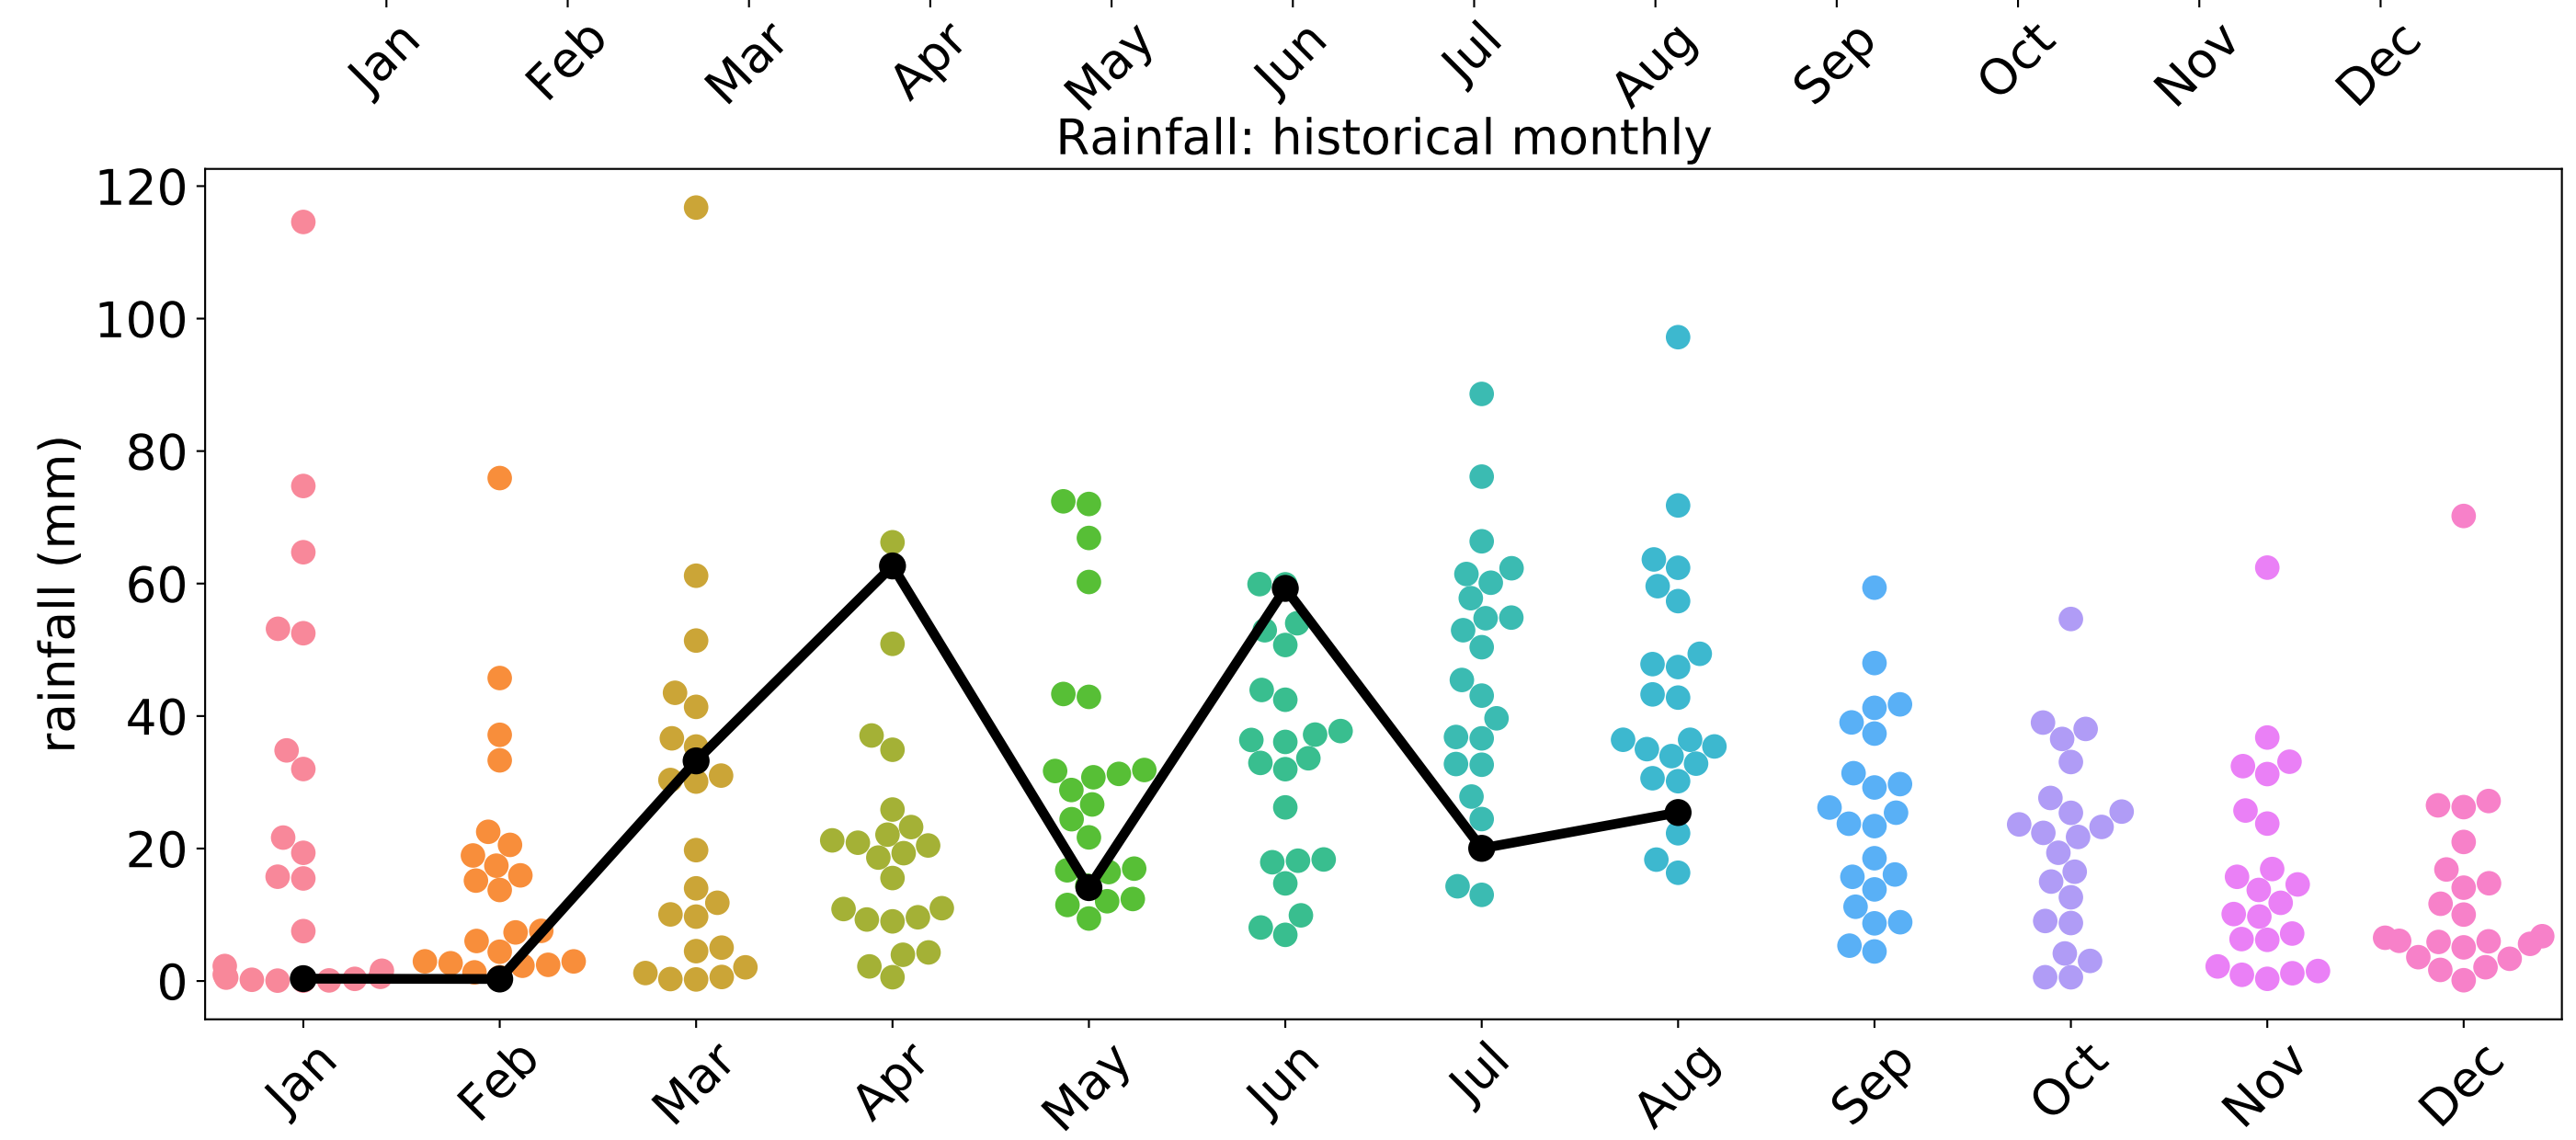 Jan Feb Mar Apr May Jun Jul Aug Sep Oct Nov Dec
Rainfall: historical monthly
120
100
80
60
40
20
0
rainfall (mm)
Jan Feb Mar Apr May Jun Jul Aug Sep Oct Nov Dec